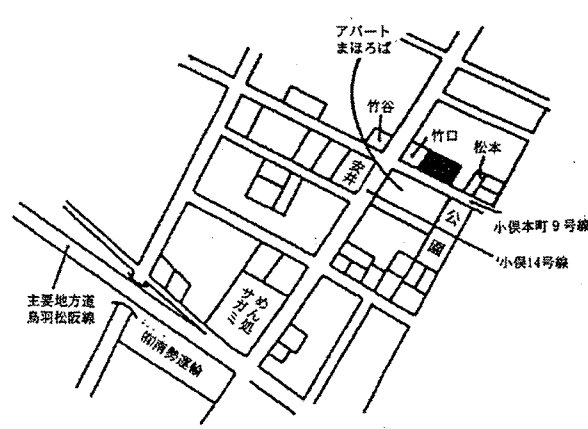 アパート
まほろば
竹谷
竹口
松本
安井
公園
小俣本町９号線
小俣14号線
主要地方道
鳥羽松阪線
めん処
サガミ
㈲南勢運輸